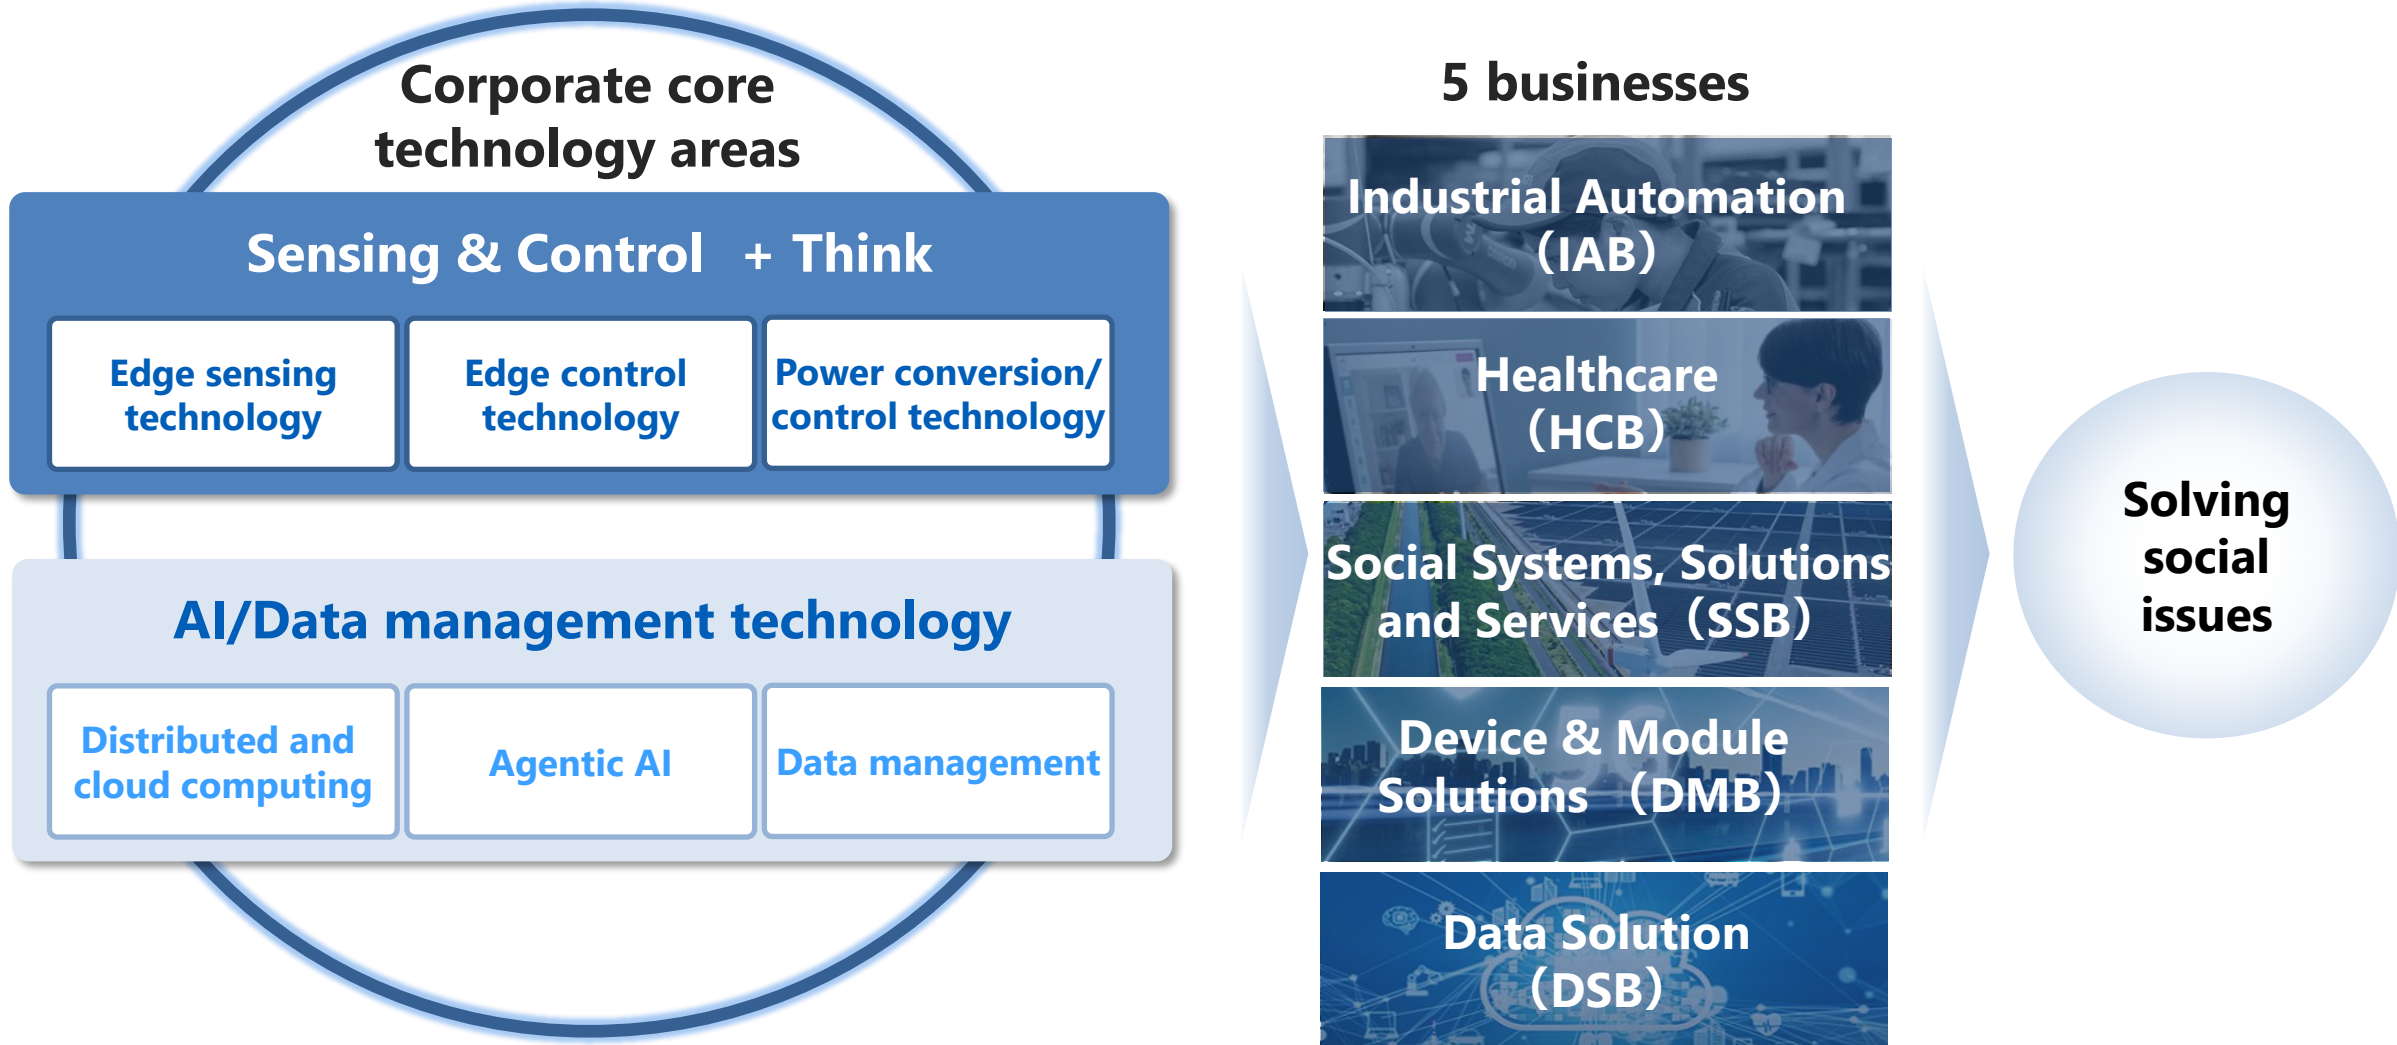 Corporate core
technology areas
Sensing & Control + Think
Edge sensing
technology
Edge control
technology
Power conversion/
control technology
AI/Data management technology
Distributed and
cloud computing
Agentic AI
Data management
5 businesses
Industrial Automation
（IAB）
Healthcare
（HCB）
Social Systems, Solutions
and Services（SSB）
Device & Module
Solutions （DMB）
Data Solution
（DSB）
Solving
social
issues